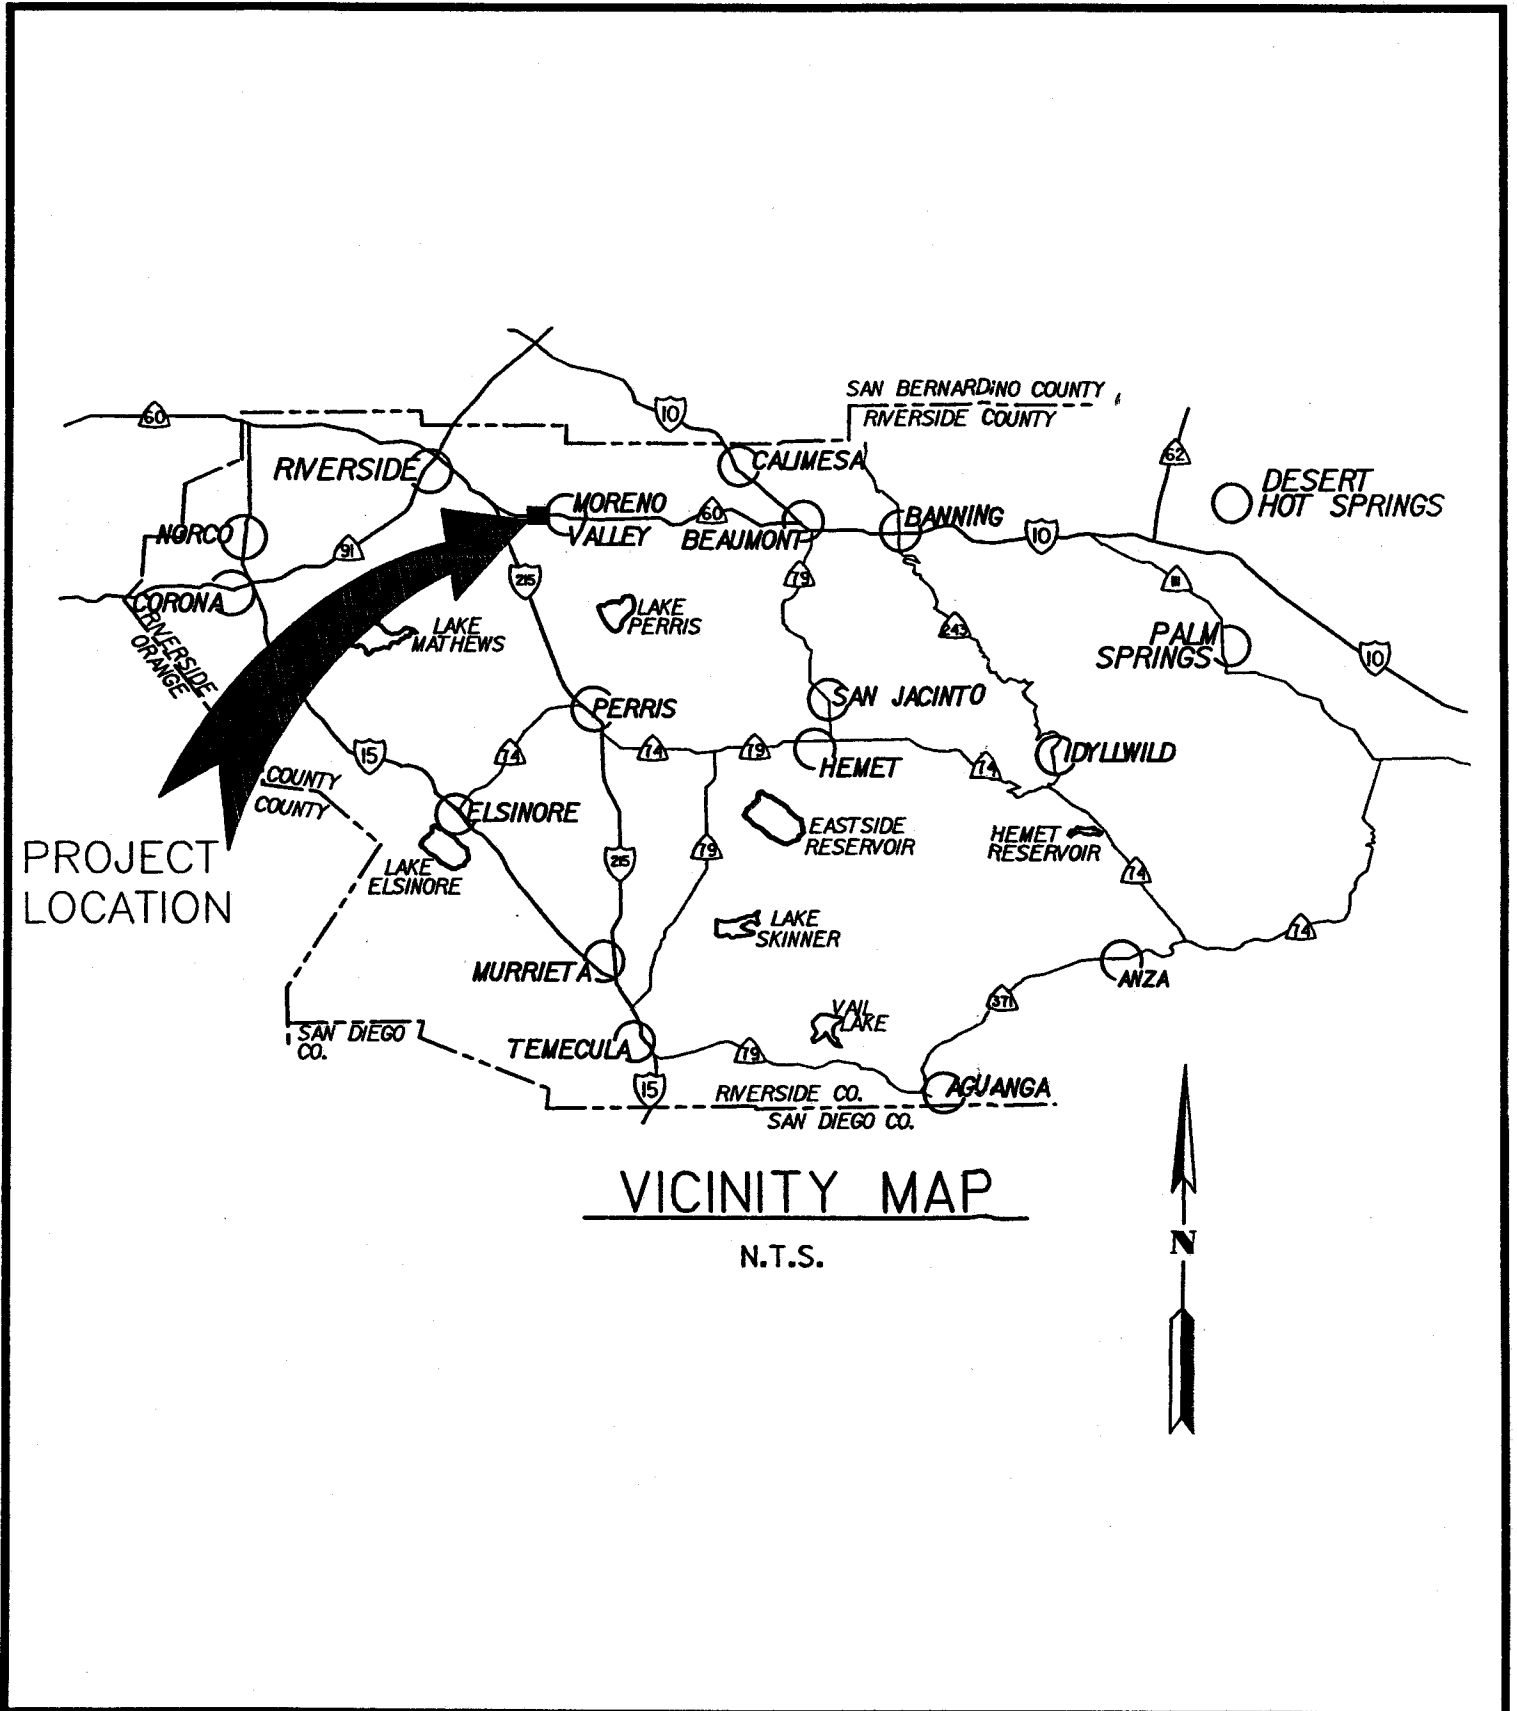 SAN BERNARDINO COUNTY
RIVERSIDE COUNTY
60
10
62
RIVERSIDE
CALIMESA
DESERT
HOT SPRINGS
MORENO
VALLEY
60
BEAUMONT
BANNING
10
NORCO
91
215
79
CORONA
LAKE
PERRIS
LAKE
MATHEWS
243
PALM
SPRINGS
10
RIVERSIDE
ORANGE
SAN JACINTO
PERRIS
15
74
74
79
HEMET
74
IDYLLWILD
COUNTY
COUNTY
ELSINORE
EASTSIDE
RESERVOIR
HEMET
RESERVOIR
PROJECT
LOCATION
LAKE
ELSINORE
215
79
74
LAKE
SKINNER
74
MURRIETA
ANZA
371
VAIL
LAKE
SAN DIEGO
CO.
TEMECULA
79
15
RIVERSIDE CO.
AGUANGA
SAN DIEGO CO.
VICINITY MAP
N.T.S.
N